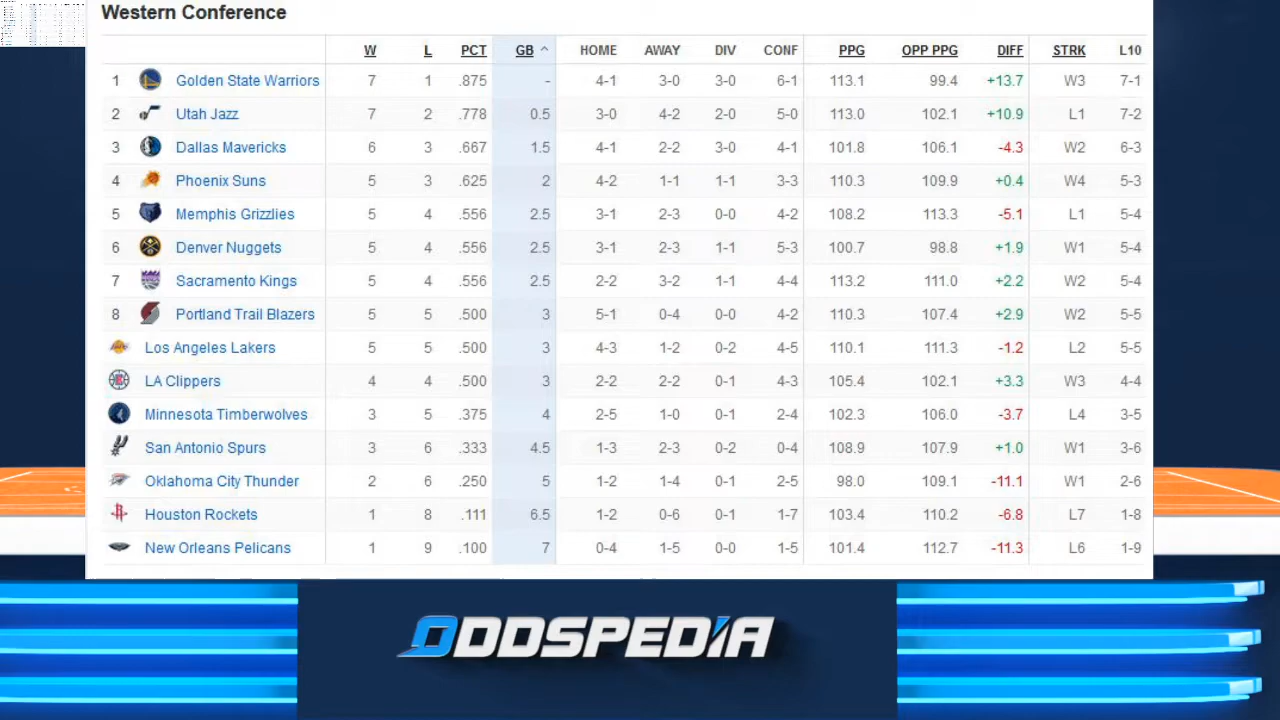 Western Conference
W L PCT GB HOME AWAY DIV CONF PPG OPP PPG DIFF STRK L10
1 Golden State Warriors 7 1 .875 - 4-1 3-0 3-0 6-1 113.1 99.4 +13.7 W3 7-1
2 Utah Jazz 7 2 .778 0.5 3-0 4-2 2-0 5-0 113.0 102.1 +10.9 L1 7-2
3 Dallas Mavericks 6 3 .667 1.5 4-1 2-2 3-0 4-1 101.8 106.1 -4.3 W2 6-3
4 Phoenix Suns 5 3 .625 2 4-2 1-1 1-1 3-3 110.3 109.9 +0.4 W4 5-3
5 Memphis Grizzlies 5 4 .556 2.5 3-1 2-3 0-0 4-2 108.2 113.3 -5.1 L1 5-4
6 Denver Nuggets 5 4 .556 2.5 3-1 2-3 1-1 5-3 100.7 98.8 +1.9 W1 5-4
7 Sacramento Kings 5 4 .556 2.5 2-2 3-2 1-1 4-4 113.2 111.0 +2.2 W2 5-4
8 Portland Trail Blazers 5 5 .500 3 5-1 0-4 0-0 4-2 110.3 107.4 +2.9 W2 5-5
Los Angeles Lakers 5 5 .500 3 4-3 1-2 0-2 4-5 110.1 111.3 -1.2 L2 5-5
LA Clippers 4 4 .500 3 2-2 2-2 0-1 4-3 105.4 102.1 +3.3 W3 4-4
Minnesota Timberwolves 3 5 .375 4 2-5 1-0 0-1 2-4 102.3 106.0 -3.7 L4 3-5
San Antonio Spurs 3 6 .333 4.5 1-3 2-3 0-2 0-4 108.9 107.9 +1.0 W1 3-6
Oklahoma City Thunder 2 6 .250 5 1-2 1-4 0-1 2-5 98.0 109.1 -11.1 W1 2-6
Houston Rockets 1 8 .111 6.5 1-2 0-6 0-1 1-7 103.4 110.2 -6.8 L7 1-8
New Orleans Pelicans 1 9 .100 7 0-4 1-5 0-0 1-5 101.4 112.7 -11.3 L6 1-9
ODDSPEDIA